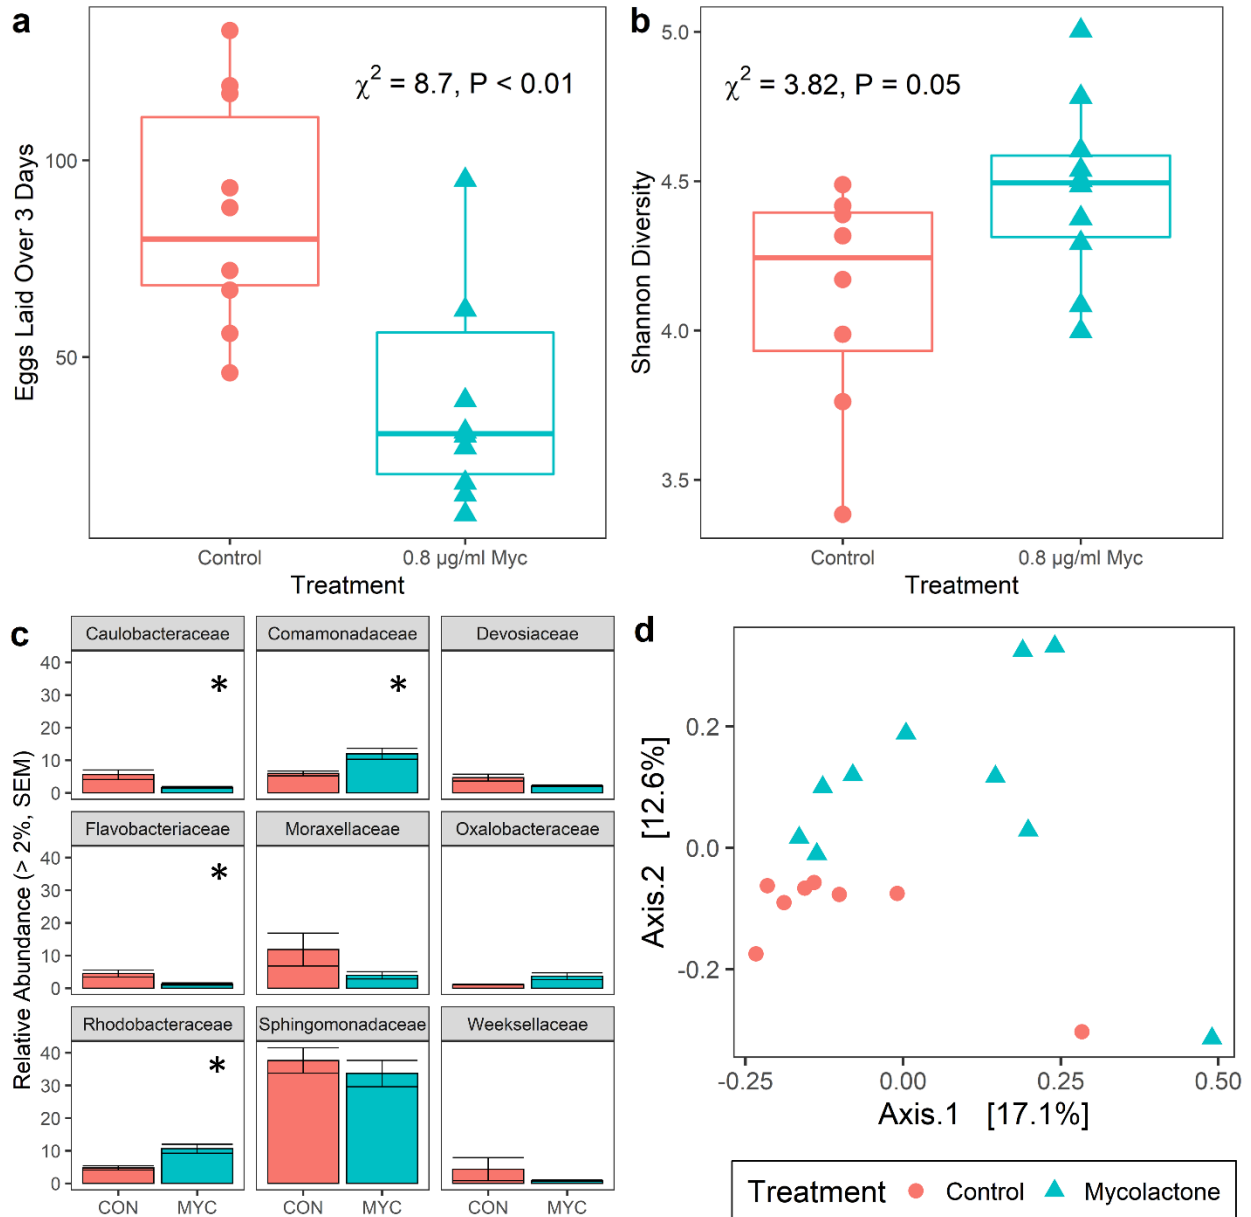 a
χ² = 8.7, P < 0.01
Eggs Laid Over 3 Days
100
50
Control
0.8 µg/ml Myc
Treatment
b
χ² = 3.82, P = 0.05
Shannon Diversity
5.0
4.5
4.0
3.5
Control
0.8 µg/ml Myc
Treatment
c
Relative Abundance (> 2%, SEM)
Caulobacteraceae
Comamonadaceae
Devosiaceae
40
30
20
10
0
*
*
Flavobacteriaceae
Moraxellaceae
Oxalobacteraceae
40
30
20
10
0
*
Rhodobacteraceae
Sphingomonadaceae
Weeksellaceae
40
30
20
10
0
*
CON
MYC
CON
MYC
CON
MYC
d
Axis.2 [12.6%]
0.2
0.0
-0.2
-0.25
0.00
0.25
0.50
Axis.1 [17.1%]
Treatment
Control
Mycolactone